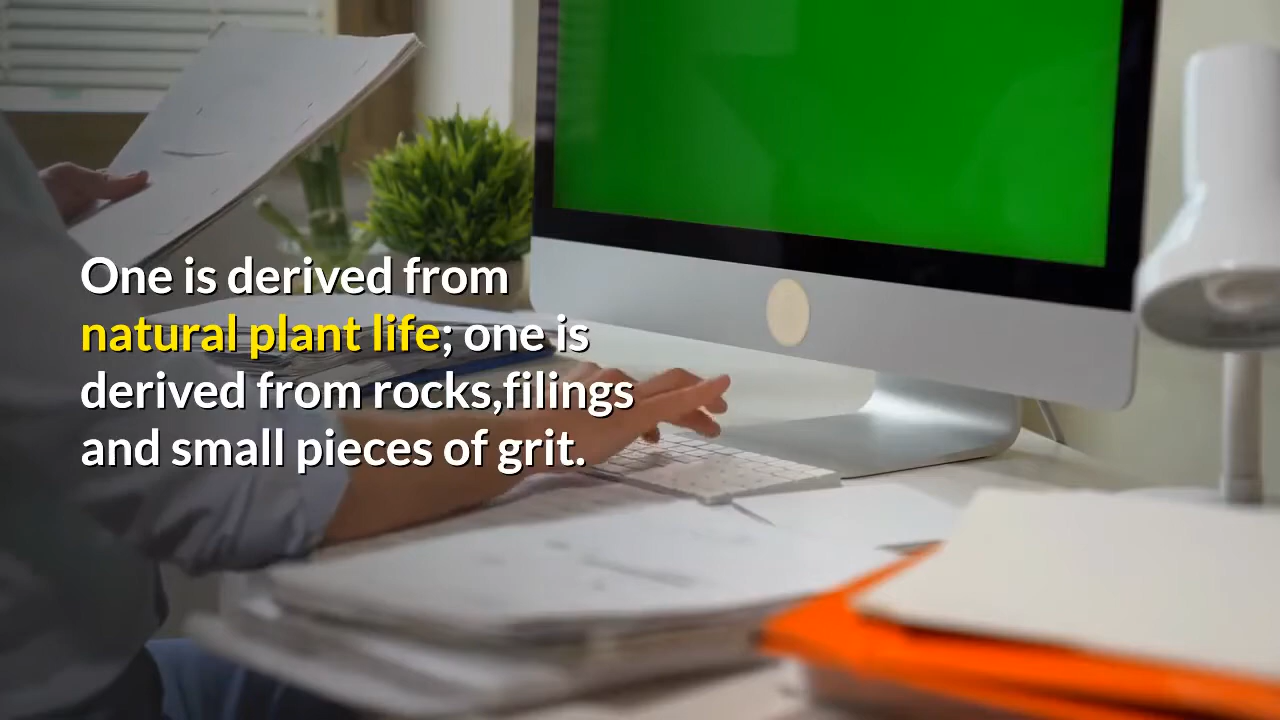 One is derived from
natural plant life; one is
derived from rocks,filings
and small pieces of grit.